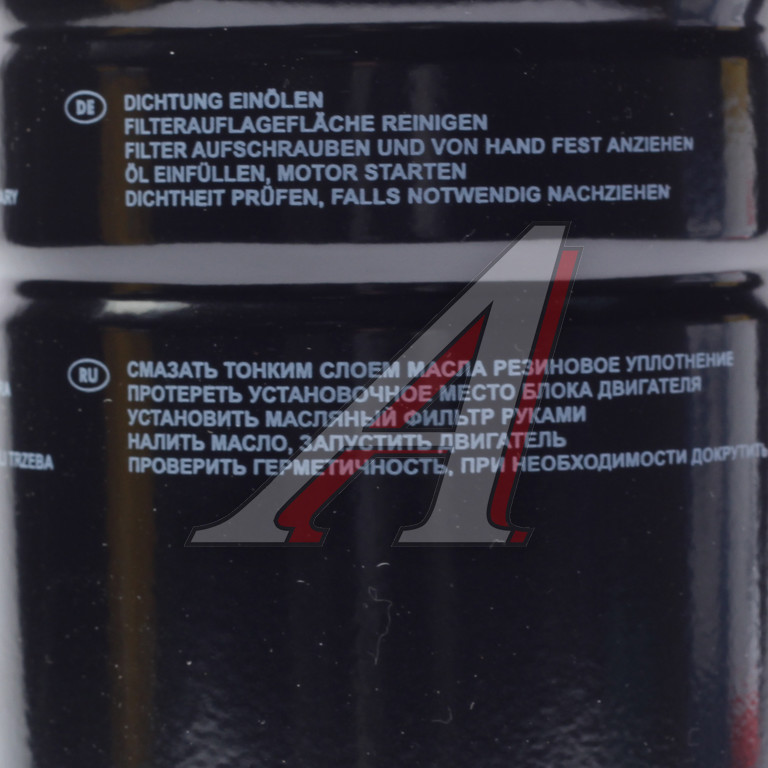 DE
DICHTUNG EINÖLEN
FILTERAUFLAGEFLÄCHE REINIGEN
FILTER AUFSCHRAUBEN UND VON HAND FEST ANZIEHEN
ÖL EINFÜLLEN, MOTOR STARTEN
DICHTHEIT PRÜFEN, FALLS NOTWENDIG NACHZIEHEN
RU
СМАЗАТЬ ТОНКИМ СЛОЕМ МАСЛА РЕЗИНОВОЕ УПЛОТНЕНИЕ
ПРОТЕРЕТЬ УСТАНОВОЧНОЕ МЕСТО БЛОКА ДВИГАТЕЛЯ
УСТАНОВИТЬ МАСЛЯНЫЙ ФИЛЬТР РУКАМИ
НАЛИТЬ МАСЛО, ЗАПУСТИТЬ ДВИГАТЕЛЬ
TRZEBA
ПРОВЕРИТЬ ГЕРМЕТИЧНОСТЬ, ПРИ НЕОБХОДИМОСТИ ДОКРУТИТЬ